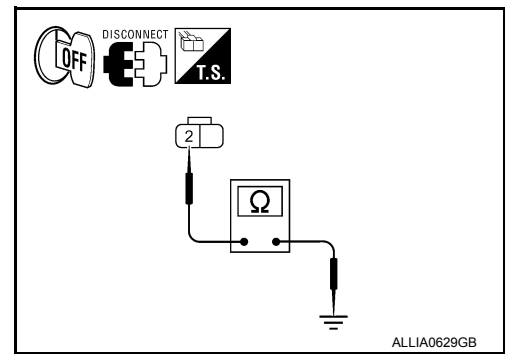 DISCONNECT
OFF
T.S.
2
Ω
ALLIA0629GB